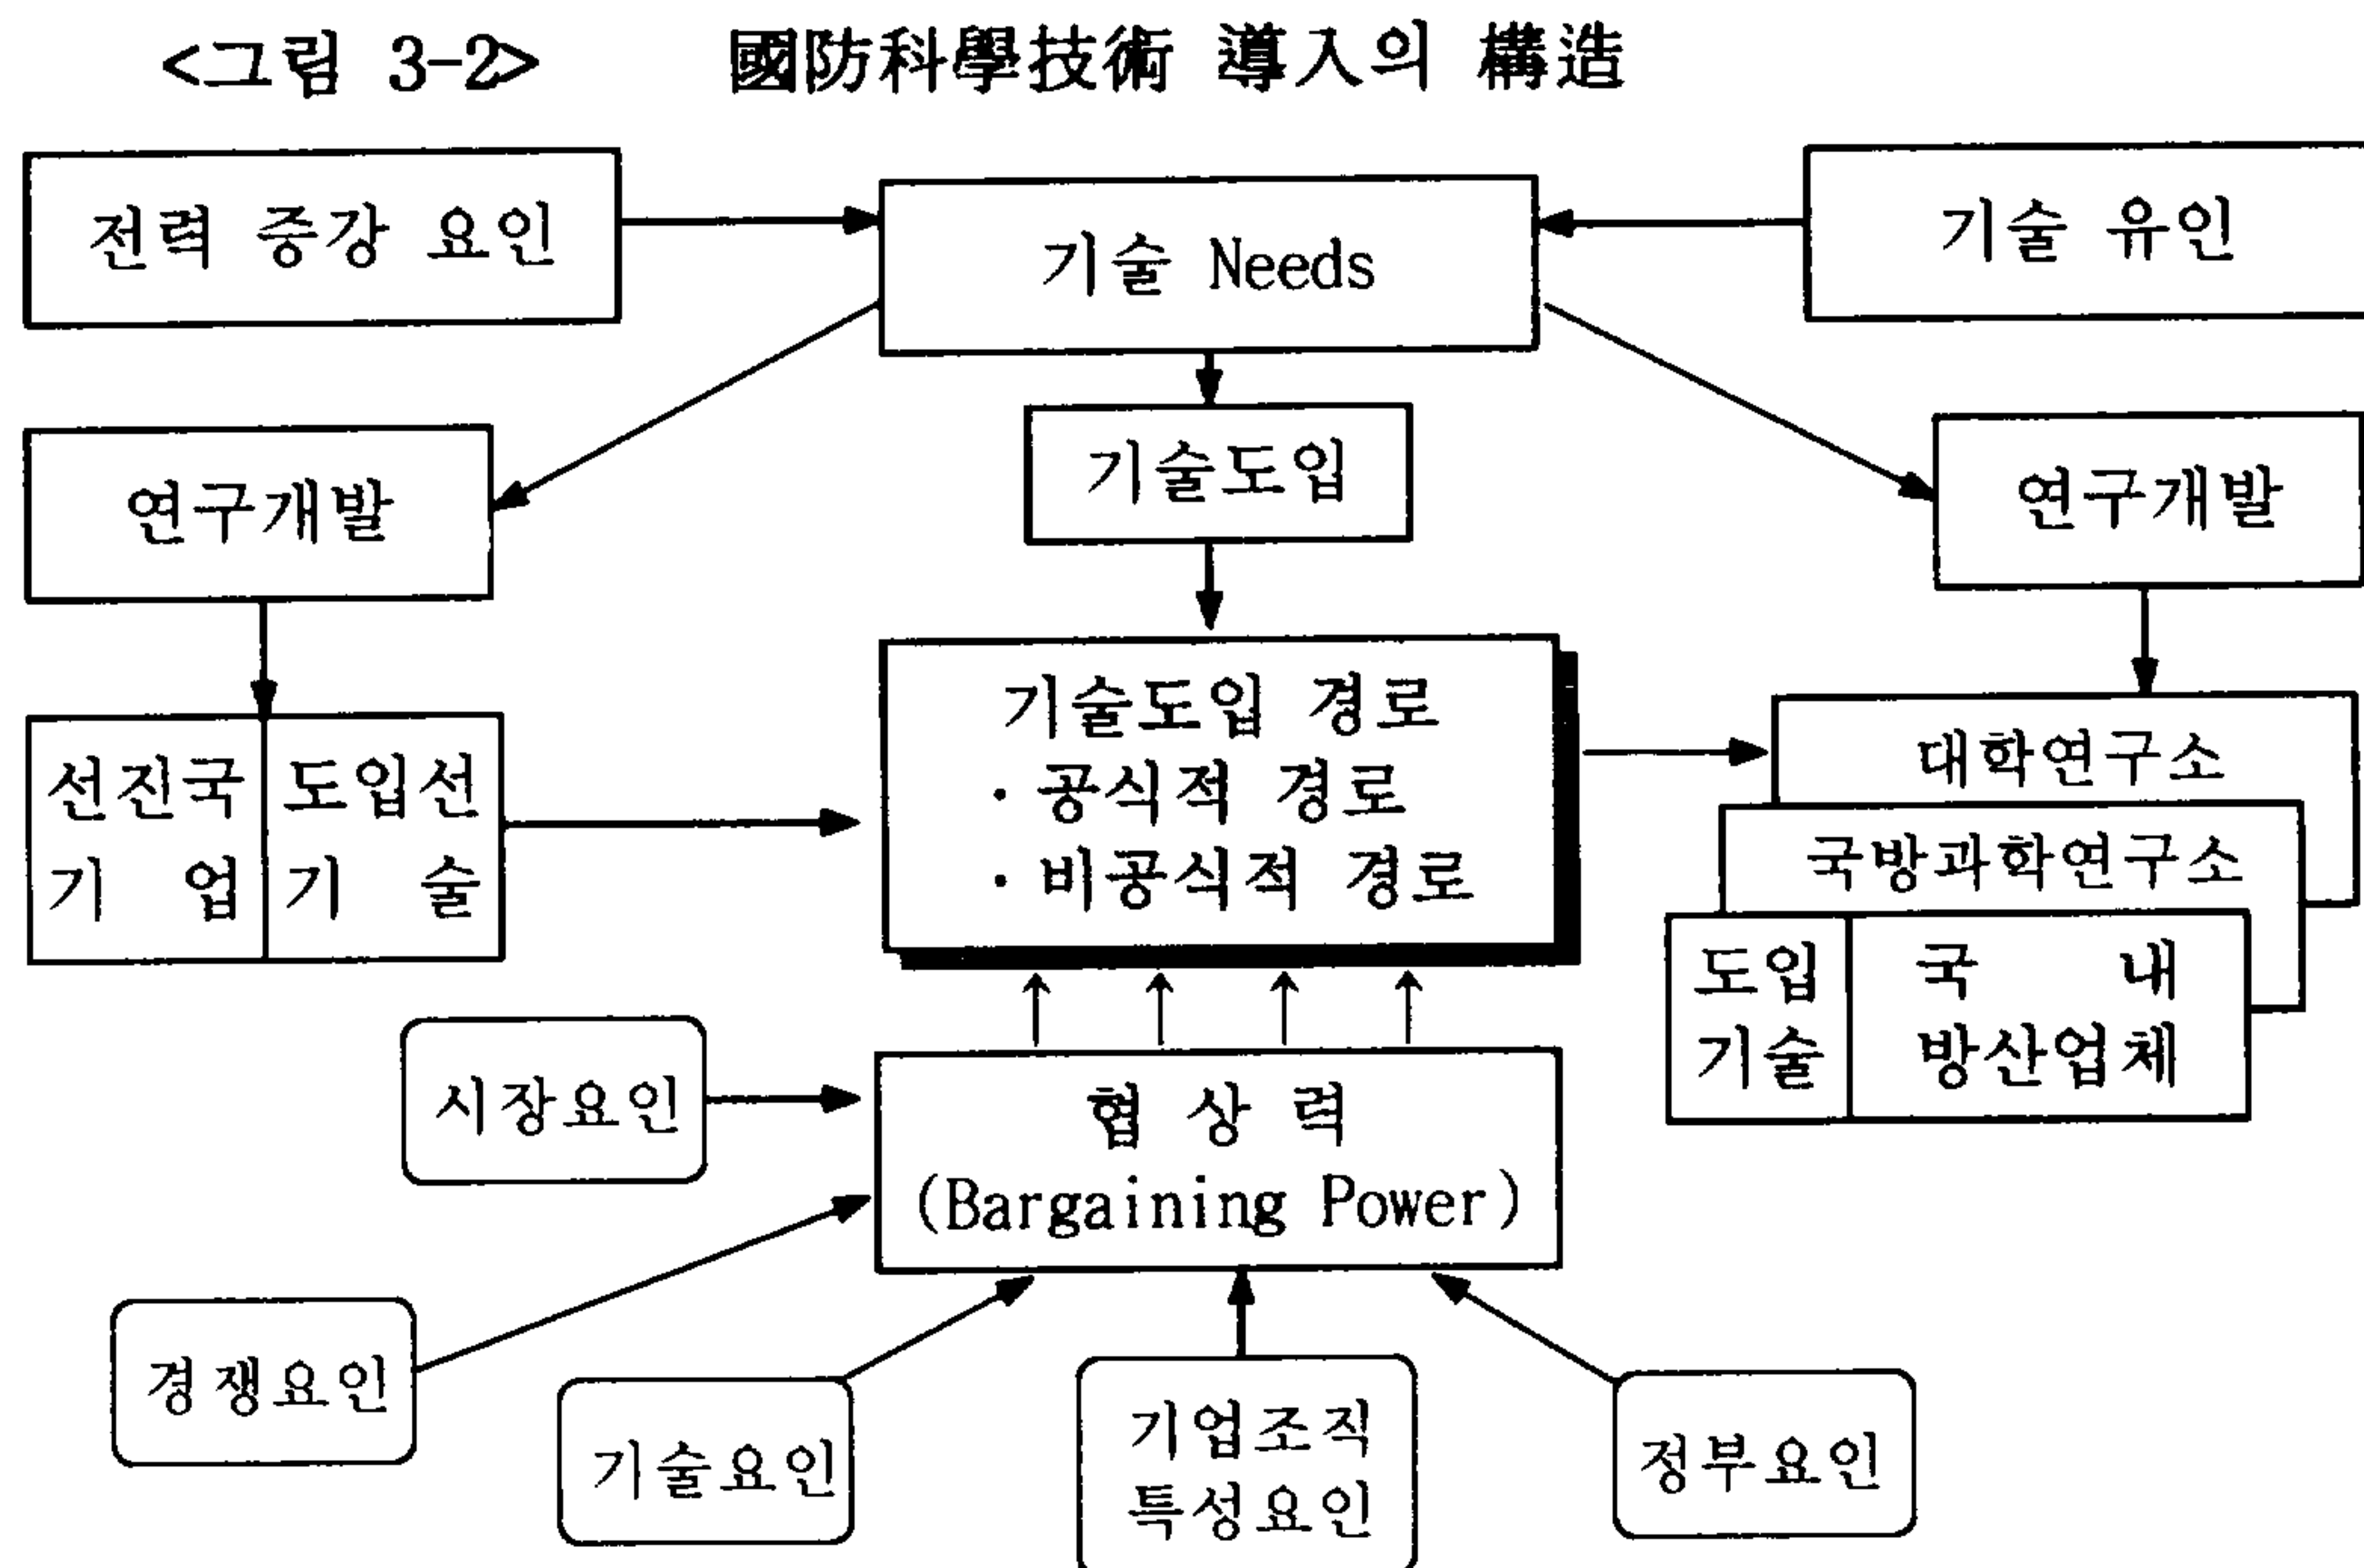 <그림 3-2> 國防科學技術 導入의 構造
전력 증강 요인
기술 Needs
기술 유인
연구개발
기술도입
연구개발
선진국
기 업
도입선
기 술
기술도입 경로
· 공식적 경로
· 비공식적 경로
대학연구소
국방과학연구소
도입
기술
국 내
방산업체
시장요인
협 상 력
(Bargaining Power)
경쟁요인
기술요인
기업조직
특성요인
정부요인